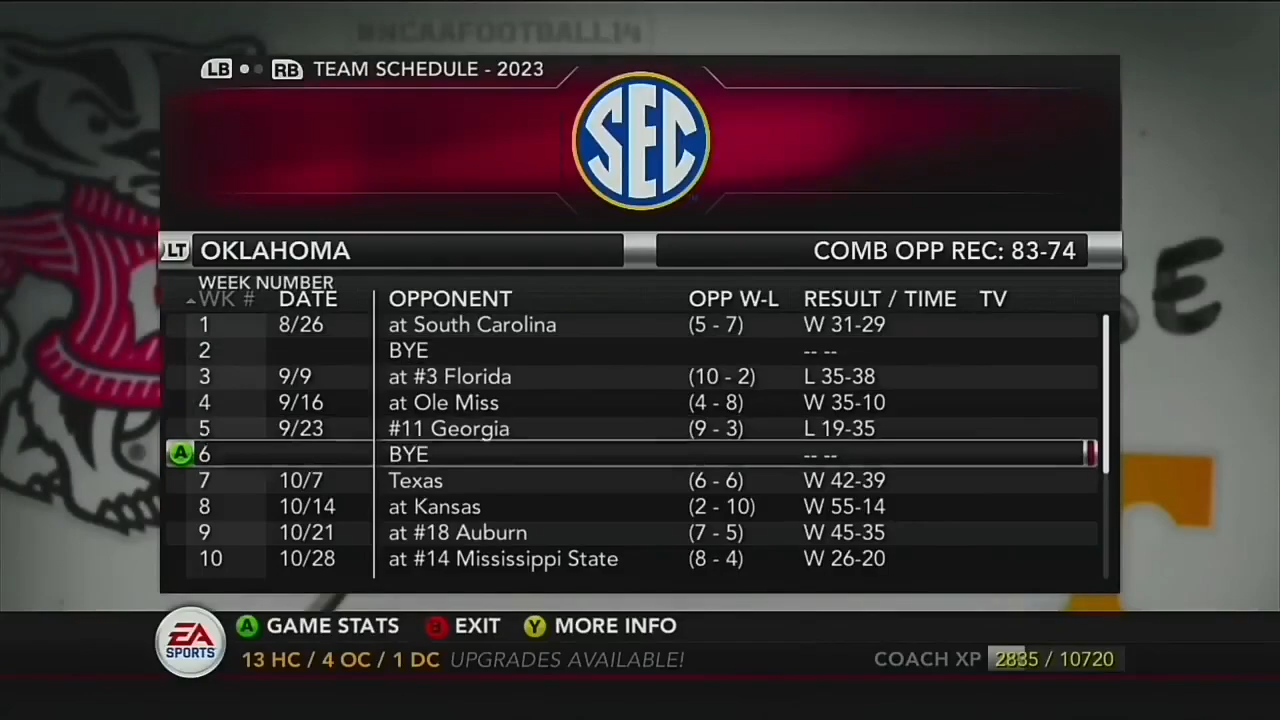 #NCAAFOOTBALL14
LB RB TEAM SCHEDULE - 2023
SEC
LT OKLAHOMA COMB OPP REC: 83-74
WEEK NUMBER
WK # DATE OPPONENT OPP W-L RESULT / TIME TV
1 8/26 at South Carolina (5 - 7) W 31-29
2 BYE -- --
3 9/9 at #3 Florida (10 - 2) L 35-38
4 9/16 at Ole Miss (4 - 8) W 35-10
5 9/23 #11 Georgia (9 - 3) L 19-35
A 6 BYE -- --
7 10/7 Texas (6 - 6) W 42-39
8 10/14 at Kansas (2 - 10) W 55-14
9 10/21 at #18 Auburn (7 - 5) W 45-35
10 10/28 at #14 Mississippi State (8 - 4) W 26-20
EA SPORTS
A GAME STATS B EXIT Y MORE INFO
13 HC / 4 OC / 1 DC UPGRADES AVAILABLE! COACH XP 2835 / 10720